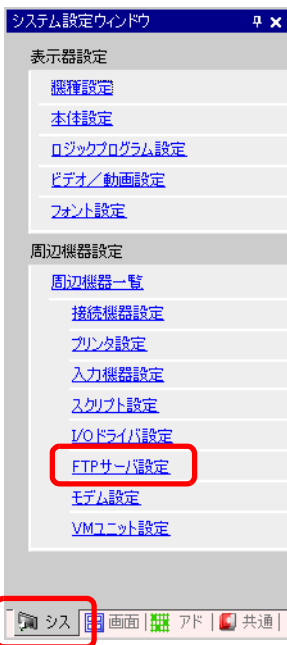 システム設定ウィンドウ
表示器設定
機種設定
本体設定
ロジックプログラム設定
ビデオ／動画設定
フォント設定
周辺機器設定
周辺機器一覧
接続機器設定
プリンタ設定
入力機器設定
スクリプト設定
I/Oドライバ設定
FTPサーバ設定
モデム設定
VMユニット設定
シス 画面 アド 共通